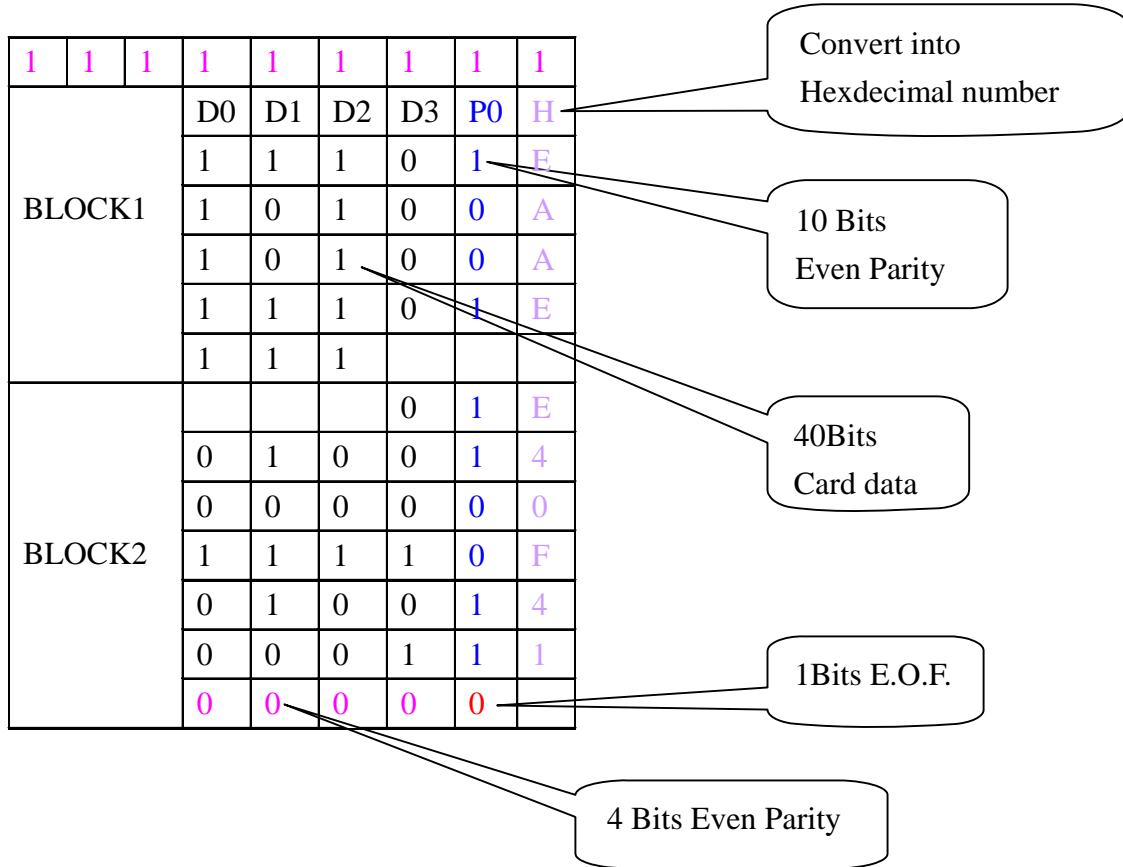 1 1 1 1 1 1 1 1 1
BLOCK1
D0 D1 D2 D3 P0 H
1 1 1 0 1 E
1 0 1 0 0 A
1 0 1 0 0 A
1 1 1 0 1 E
1 1 1
BLOCK2
0 1 E
0 1 0 0 1 4
0 0 0 0 0 0
1 1 1 1 0 F
0 1 0 0 1 4
0 0 0 1 1 1
0 0 0 0 0
Convert into
Hexdecimal number
10 Bits
Even Parity
40Bits
Card data
1Bits E.O.F.
4 Bits Even Parity